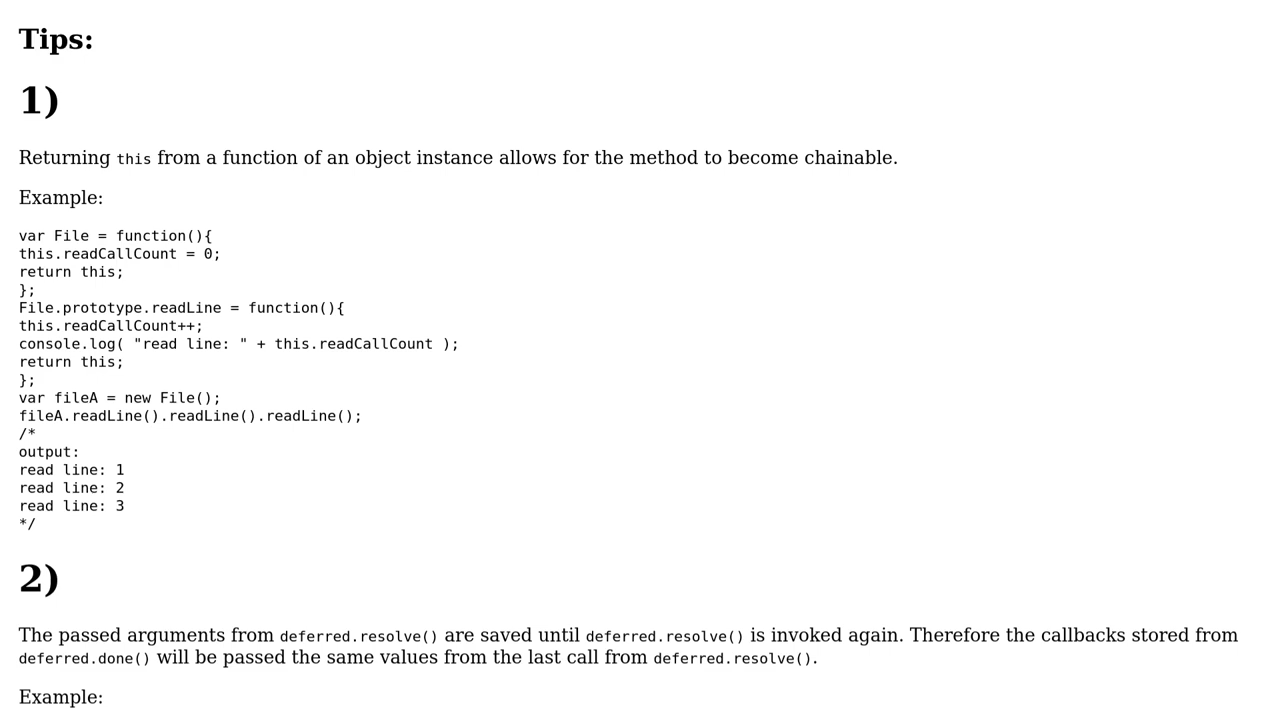 Tips:
1)
Returning this from a function of an object instance allows for the method to become chainable.
Example:
var File = function(){
this.readCallCount = 0;
return this;
};
File.prototype.readLine = function(){
this.readCallCount++;
console.log( "read line: " + this.readCallCount );
return this;
};
var fileA = new File();
fileA.readLine().readLine().readLine();
/*
output:
read line: 1
read line: 2
read line: 3
*/
2)
The passed arguments from deferred.resolve() are saved until deferred.resolve() is invoked again. Therefore the callbacks stored from
deferred.done() will be passed the same values from the last call from deferred.resolve().
Example: